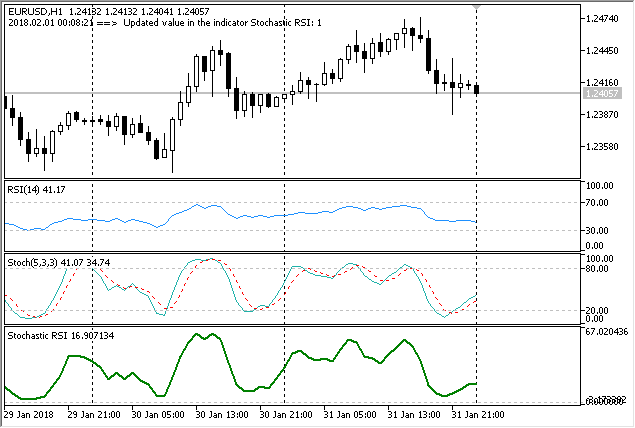 EURUSD,H1 1.24132 1.24132 1.24041 1.24057
2018.02.01 00:08:21 ==> Updated value in the indicator Stochastic RSI: 1
1.24740
1.24450
1.24160
1.24057
1.23870
1.23580
RSI(14) 41.17
100.00
70.00
30.00
0.00
Stoch(5,3,3) 41.07 34.74
100.00
80.00
20.00
0.00
Stochastic RSI 16.907134
67.020436
0.000000
29 Jan 2018
29 Jan 21:00
30 Jan 05:00
30 Jan 13:00
30 Jan 21:00
31 Jan 05:00
31 Jan 13:00
31 Jan 21:00